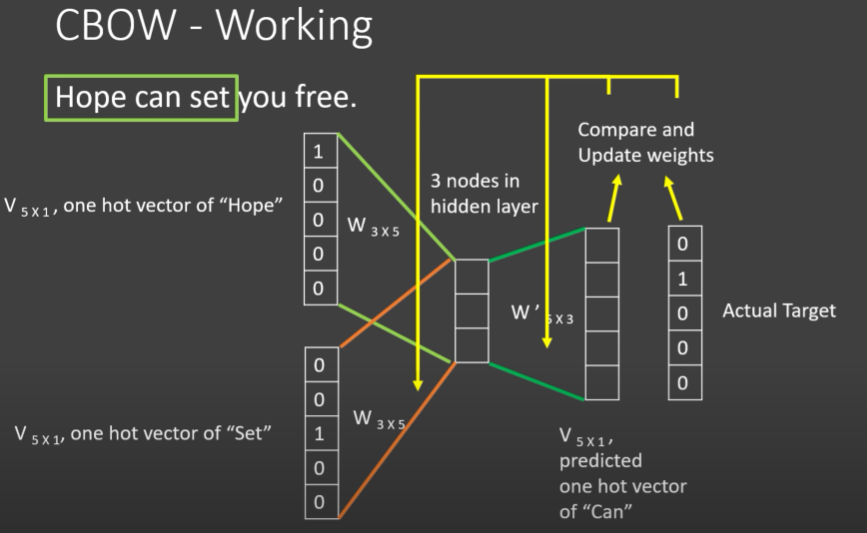 CBOW - Working
Hope can set you free.
1
0
0
0
0
V 5 X 1, one hot vector of “Hope”
W 3 X 5
3 nodes in
hidden layer
Compare and
Update weights
W ’ 5 X 3
0
1
0
0
0
Actual Target
0
0
1
0
0
V 5 X 1, one hot vector of “Set”
W 3 X 5
V 5 X 1,
predicted
one hot vector
of “Can”